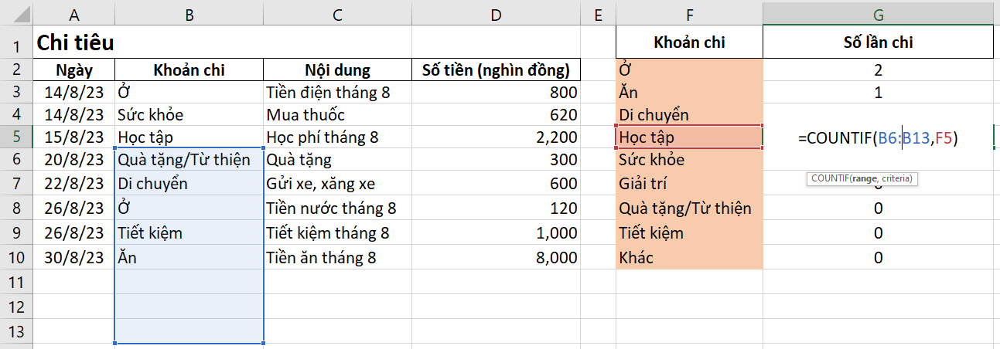 A B C D E F G
1 Chi tiêu Khoản chi Số lần chi
2 Ngày Khoản chi Nội dung Số tiền (nghìn đồng) Ở 2
3 14/8/23 Ở Tiền điện tháng 8 800 Ăn 1
4 14/8/23 Sức khỏe Mua thuốc 620 Di chuyển
5 15/8/23 Học tập Học phí tháng 8 2,200 Học tập =COUNTIF(B6:B13,F5)
6 20/8/23 Quà tặng/Từ thiện Quà tặng 300 Sức khỏe
COUNTIF(range, criteria)
7 22/8/23 Di chuyển Gửi xe, xăng xe 600 Giải trí
8 26/8/23 Ở Tiền nước tháng 8 120 Quà tặng/Từ thiện 0
9 26/8/23 Tiết kiệm Tiết kiệm tháng 8 1,000 Tiết kiệm 0
10 30/8/23 Ăn Tiền ăn tháng 8 8,000 Khác 0
11
12
13